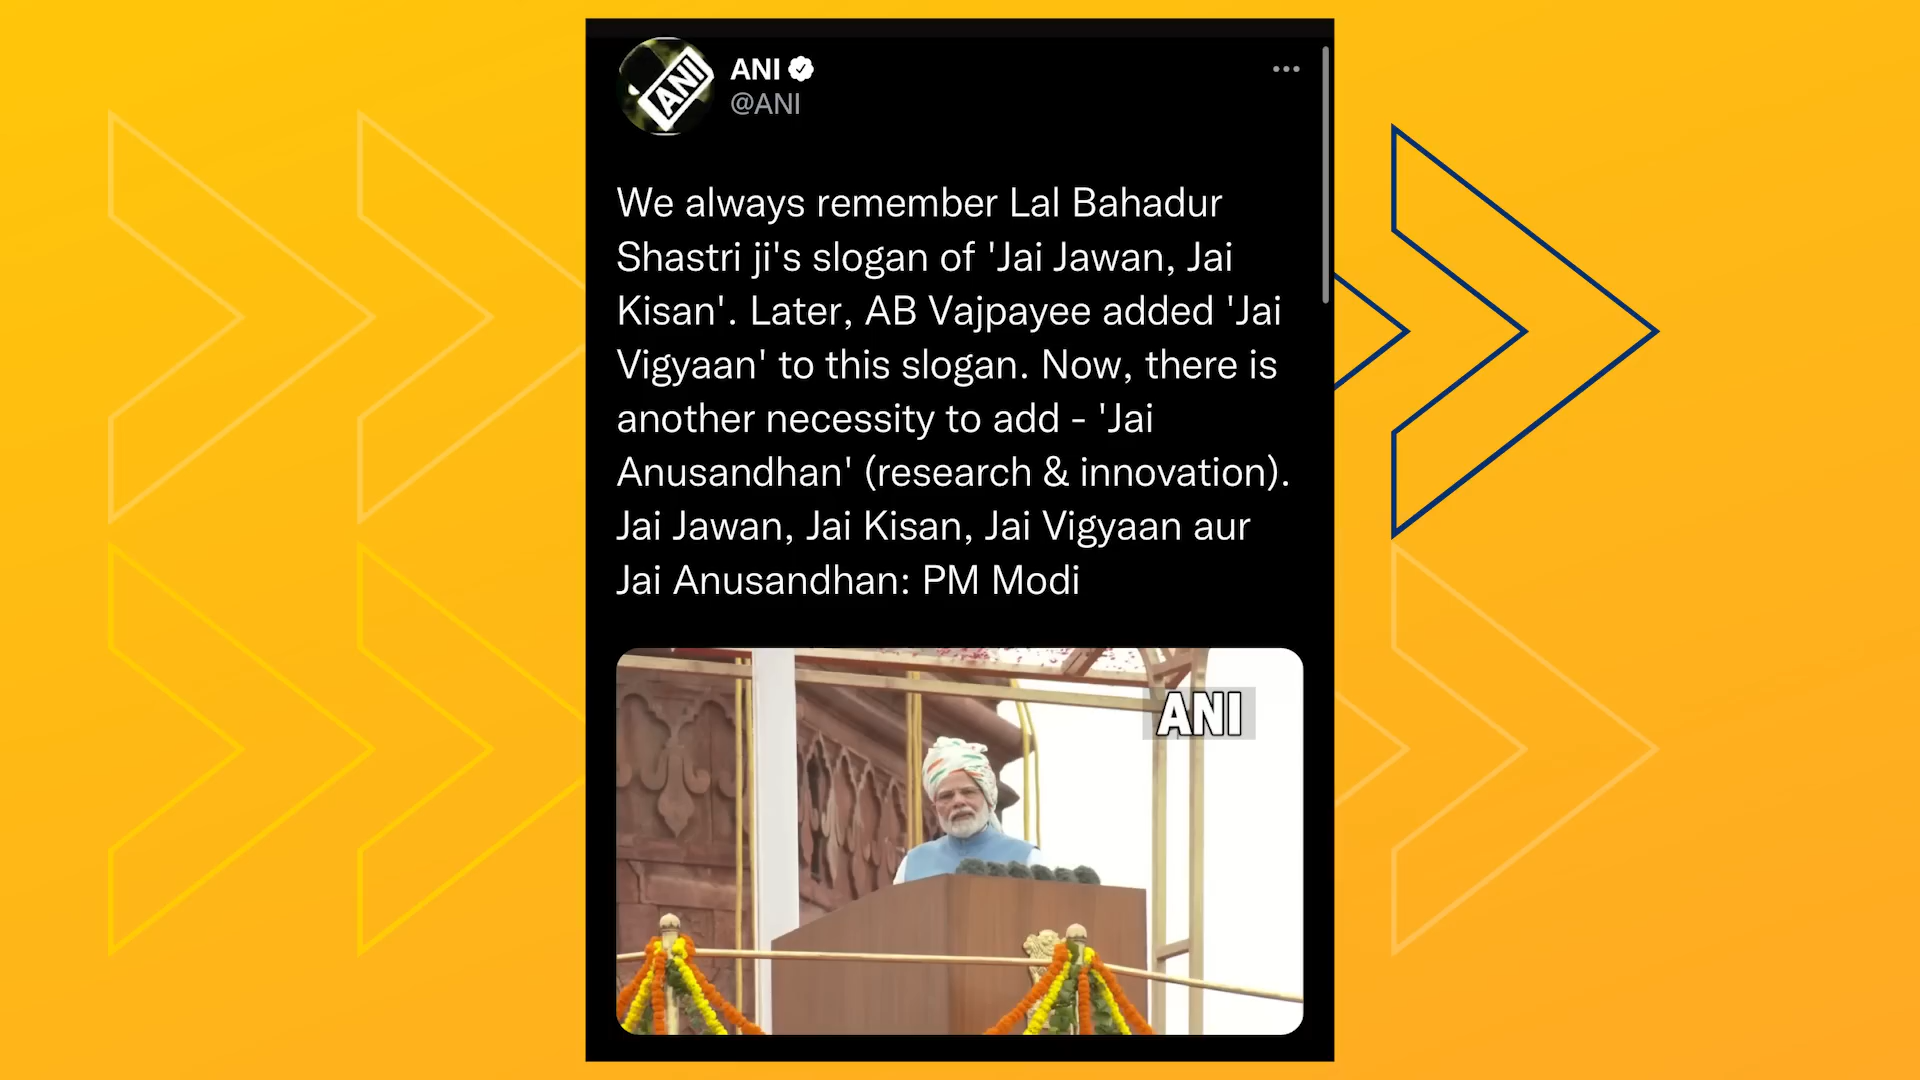 ANI
ANI
@ANI
We always remember Lal Bahadur
Shastri ji's slogan of 'Jai Jawan, Jai
Kisan'. Later, AB Vajpayee added 'Jai
Vigyaan' to this slogan. Now, there is
another necessity to add - 'Jai
Anusandhan' (research & innovation).
Jai Jawan, Jai Kisan, Jai Vigyaan aur
Jai Anusandhan: PM Modi
ANI